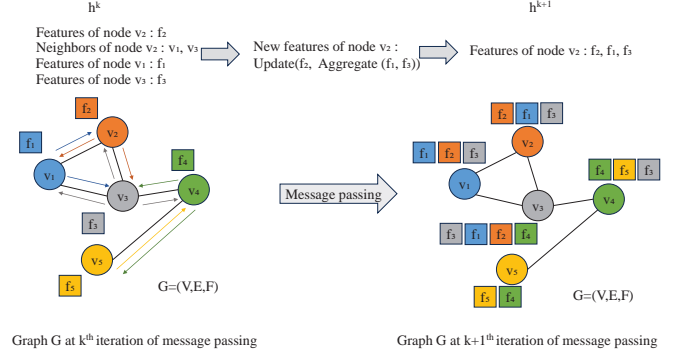 hᵏ
hᵏ⁺¹
Features of node v₂ : f₂
Neighbors of node v₂ : v₁, v₃
Features of node v₁ : f₁
Features of node v₃ : f₃
New features of node v₂ :
Update(f₂, Aggregate (f₁, f₃))
Features of node v₂ : f₂, f₁, f₃
f₂
f₁
v₂
f₄
v₁
v₄
v₃
f₃
v₅
f₅
G=(V,E,F)
Message passing
f₂ f₁ f₃
v₂
f₁ f₂ f₃
f₄ f₅ f₃
v₁
v₄
v₃
f₃ f₁ f₂ f₄
v₅
f₅ f₄
G=(V,E,F)
Graph G at kᵗʰ iteration of message passing
Graph G at k+1ᵗʰ iteration of message passing